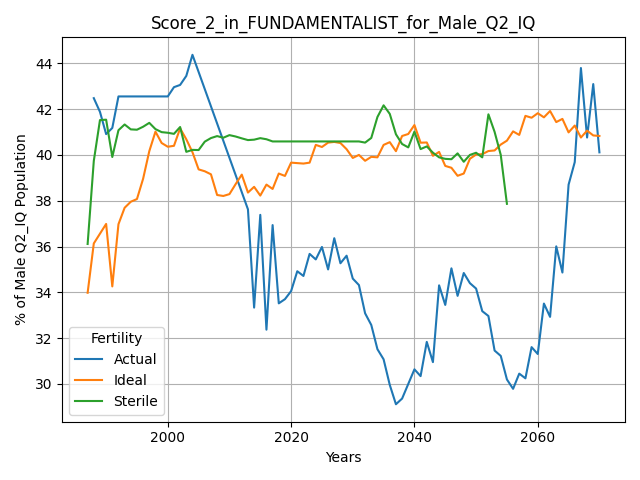 Score_2_in_FUNDAMENTALIST_for_Male_Q2_IQ
% of Male Q2_IQ Population
44
42
40
38
36
34
32
30
Fertility
Actual
Ideal
Sterile
2000
2020
2040
2060
Years